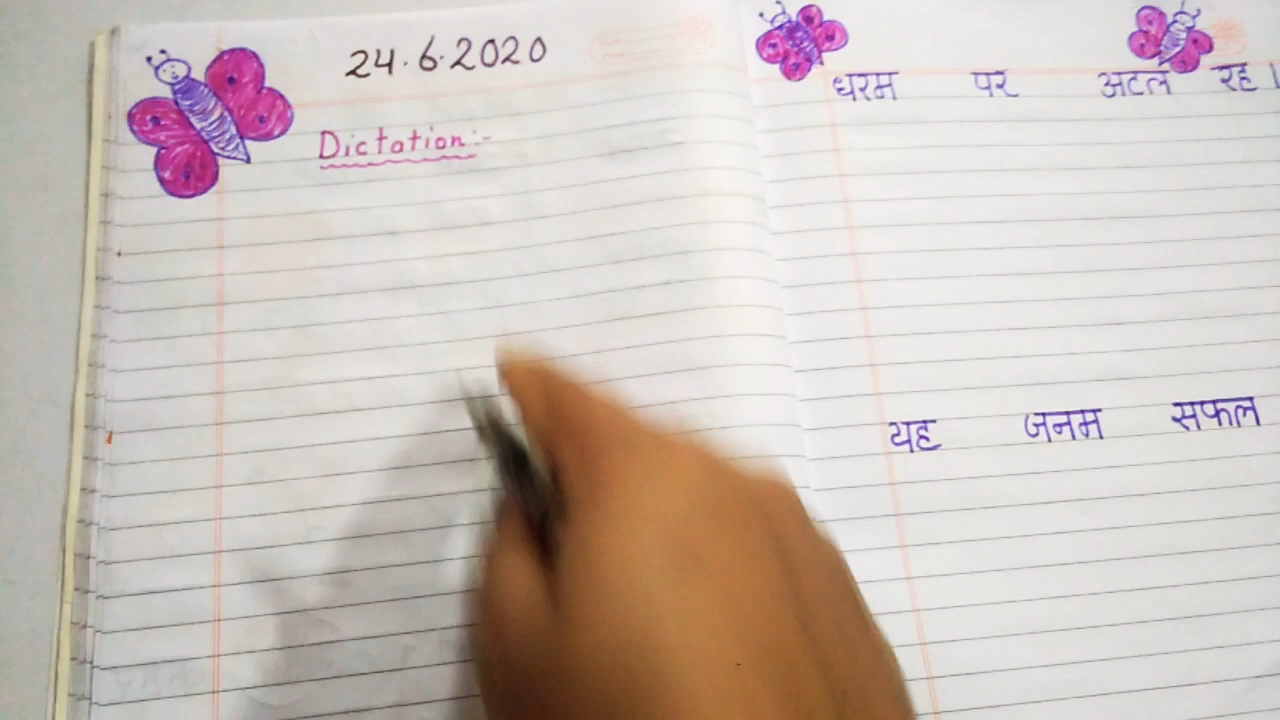 24.6.2020
Dictation:-
धरम पर अटल रह ।
यह जनम सफल